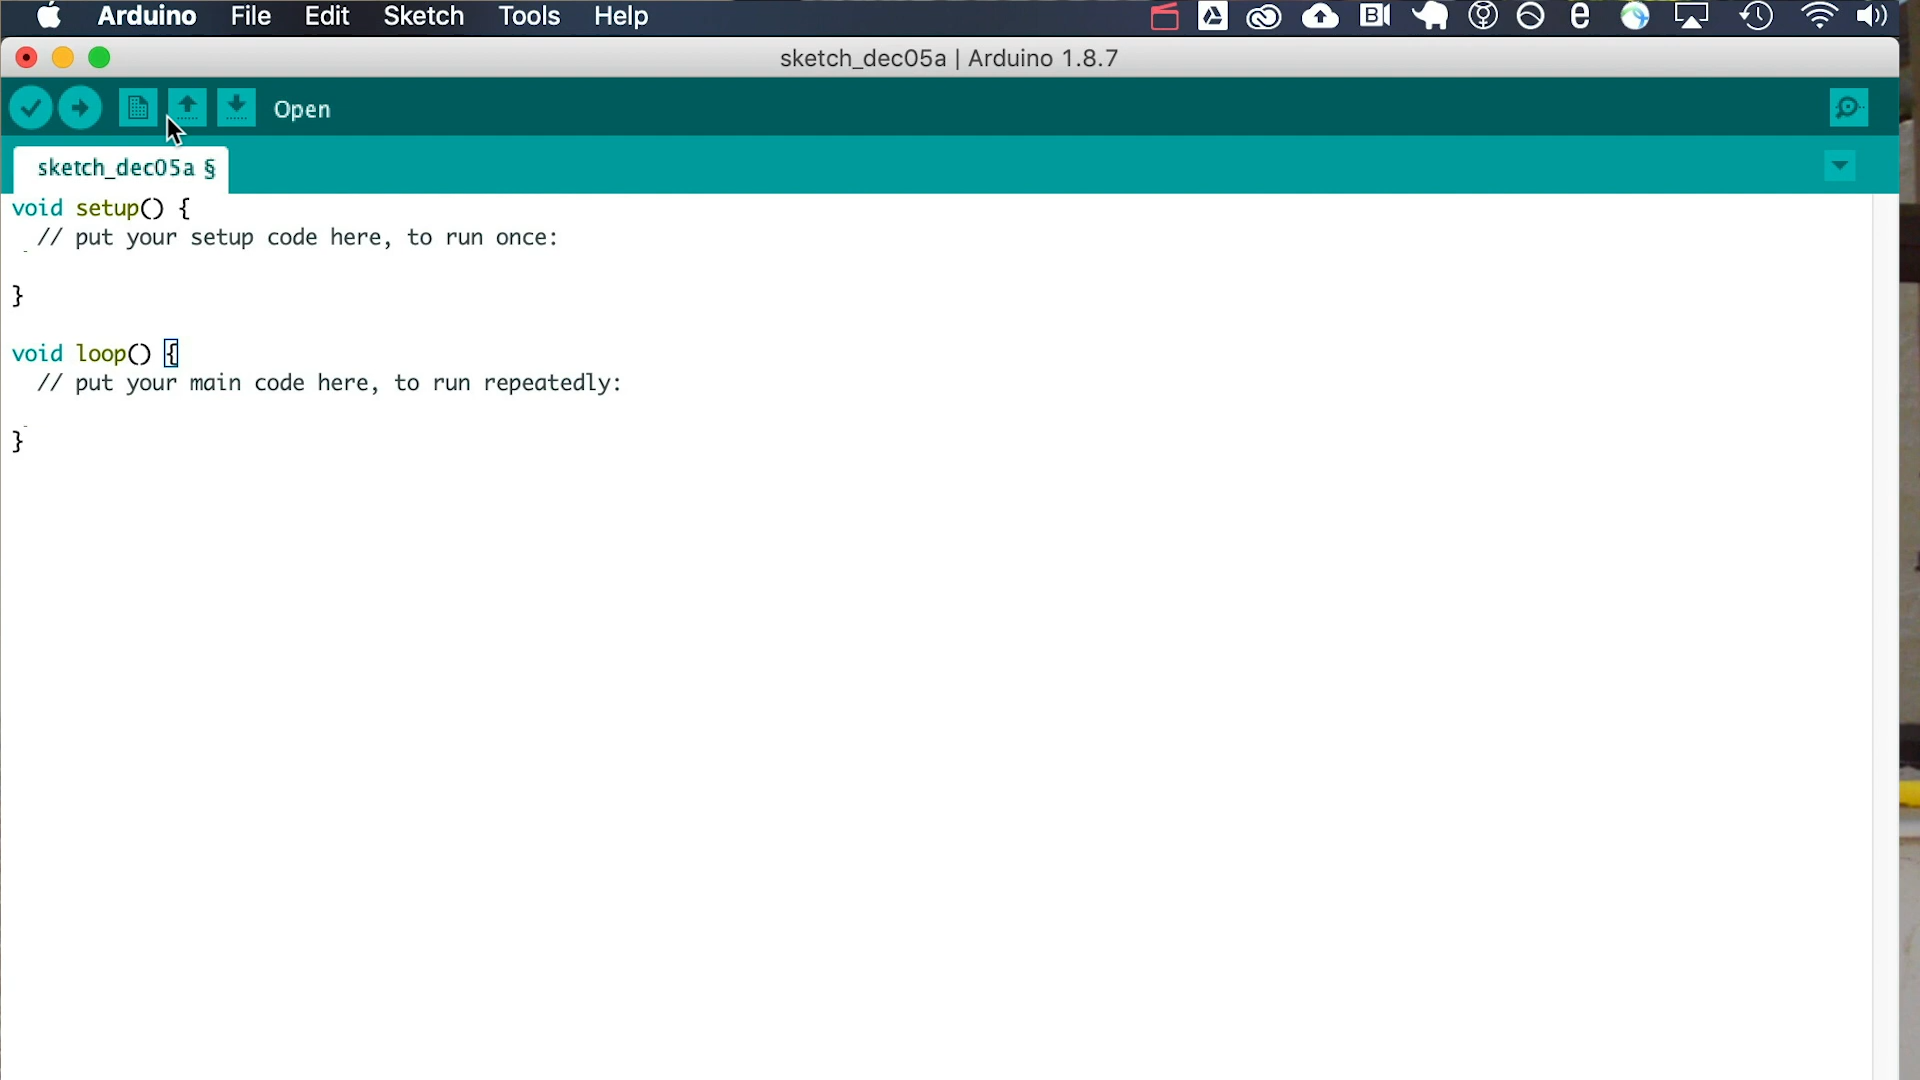 Arduino File Edit Sketch Tools Help
sketch_dec05a | Arduino 1.8.7
Open
sketch_dec05a §
void setup() {
  // put your setup code here, to run once:
}
void loop() {
  // put your main code here, to run repeatedly:
}